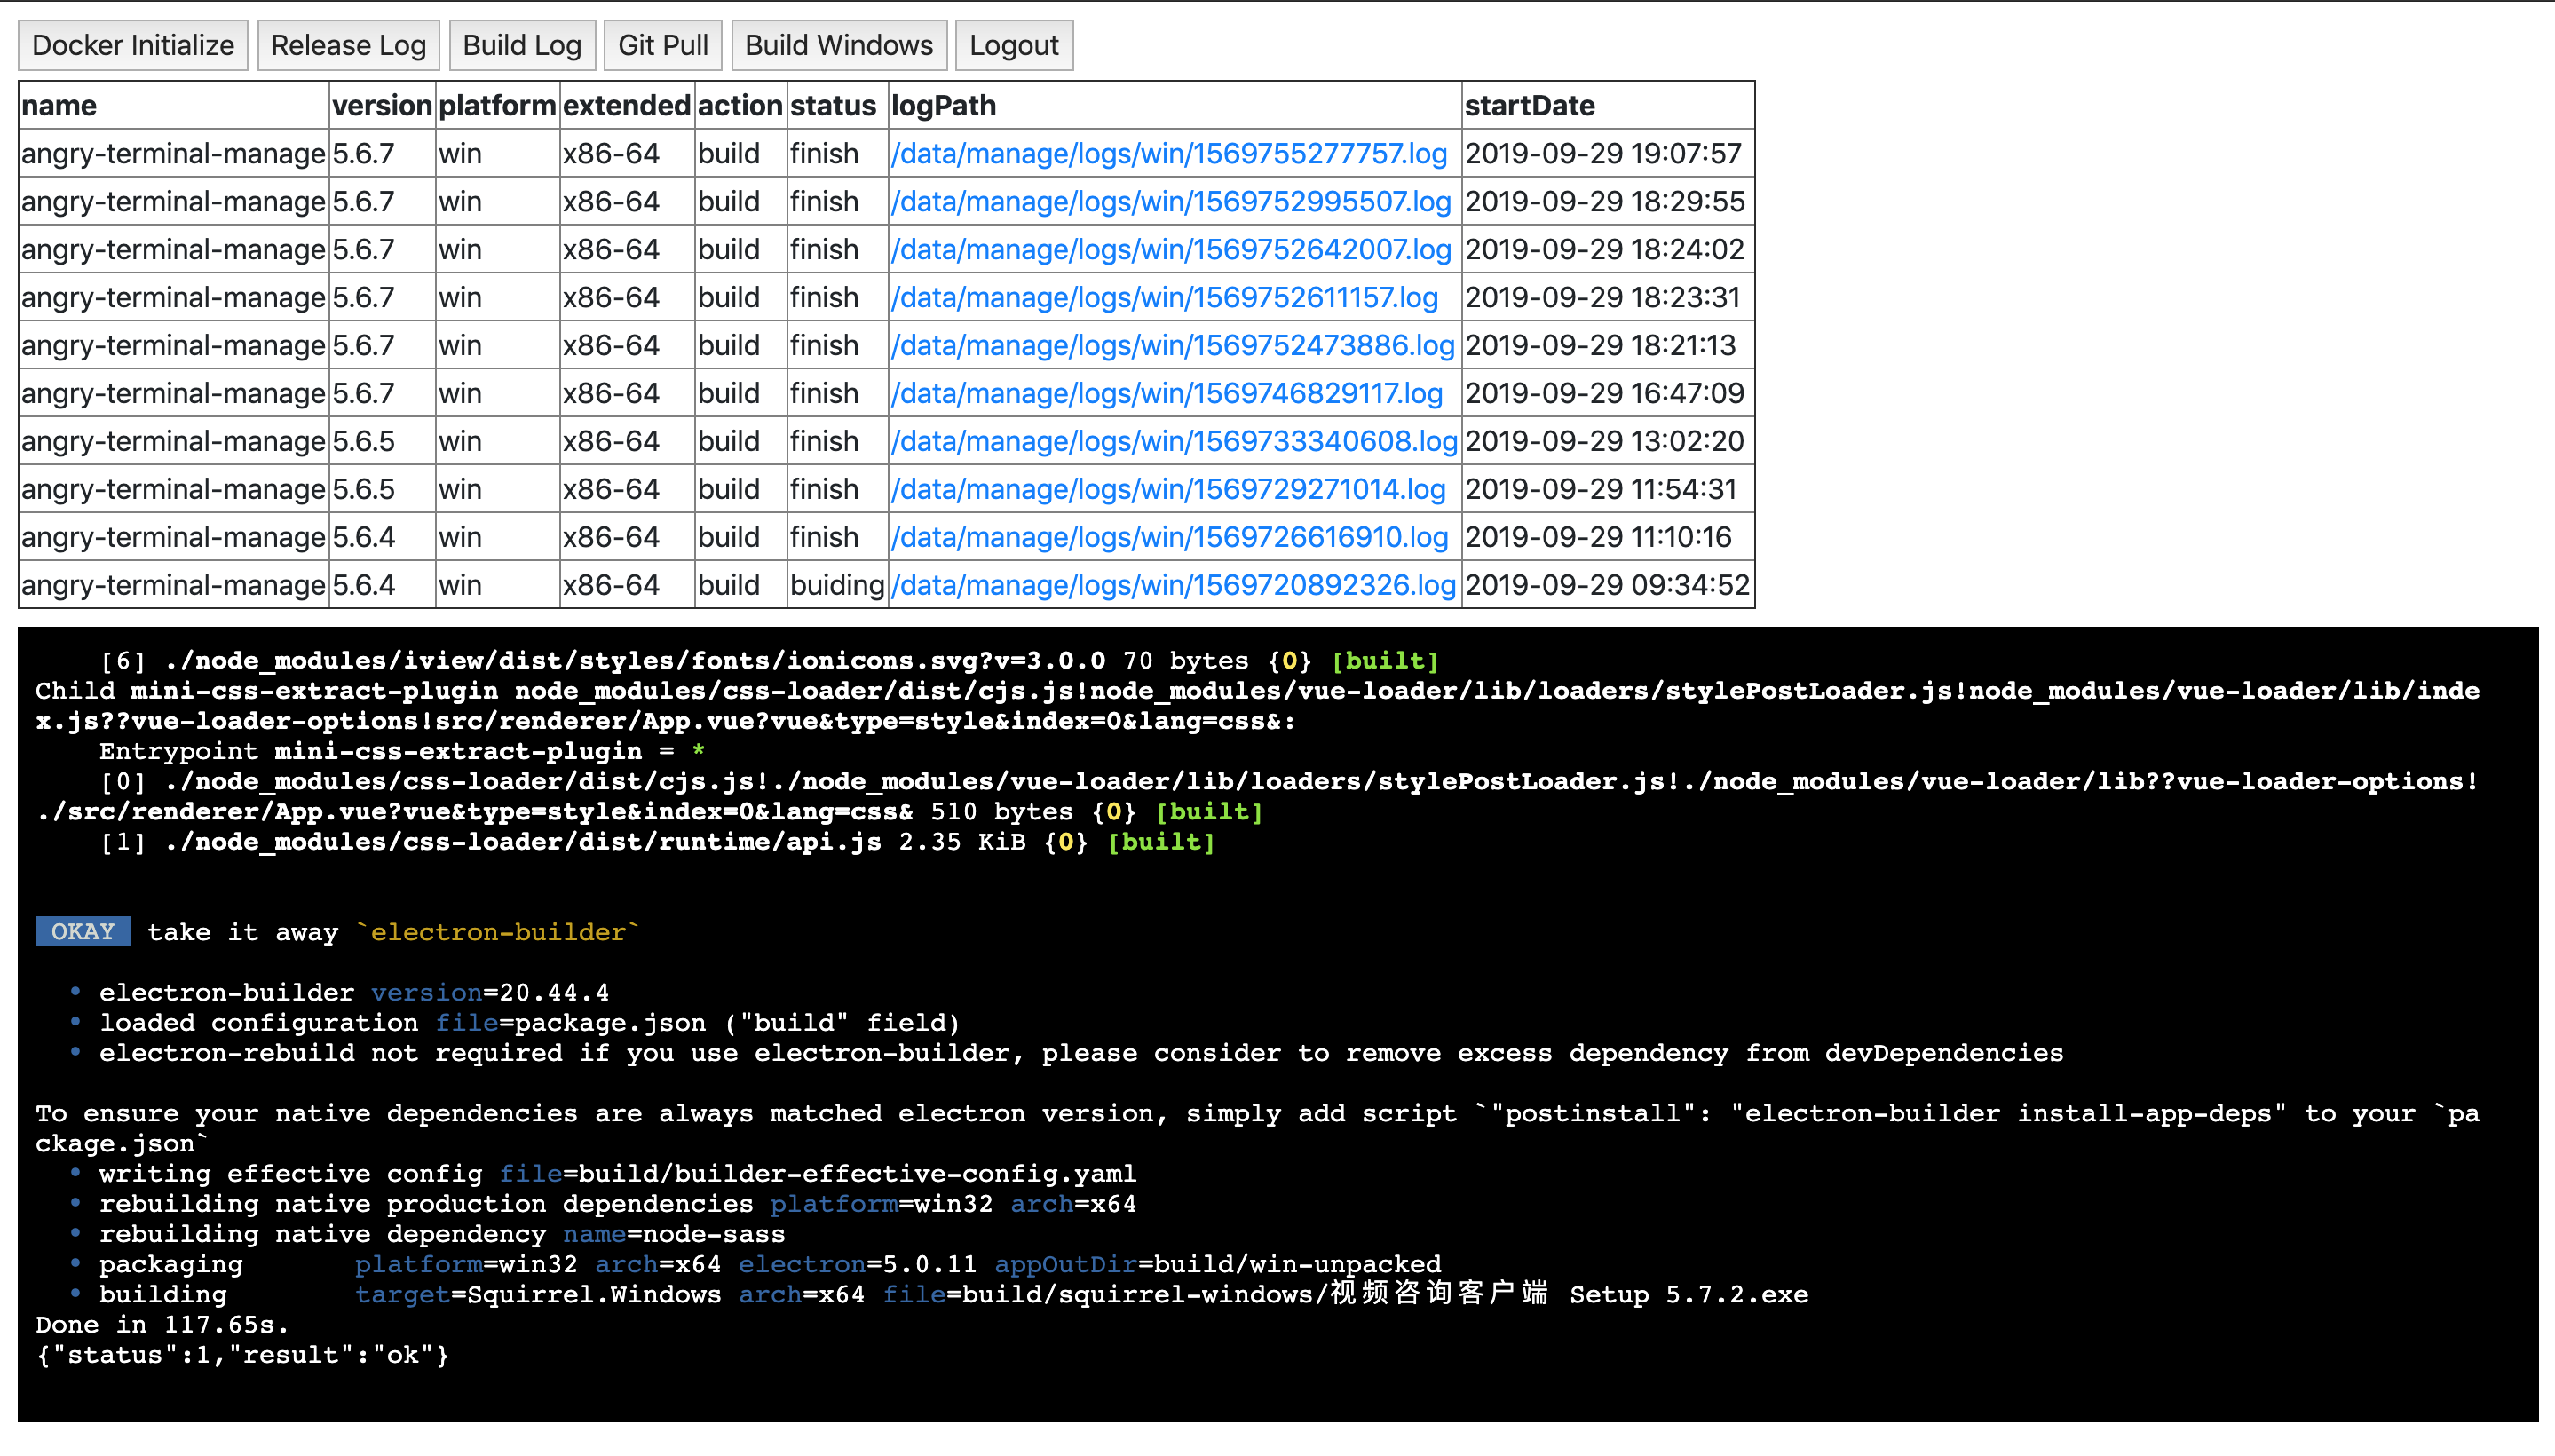 Docker Initialize Release Log Build Log Git Pull Build Windows Logout
name version platform extended action status logPath startDate
angry-terminal-manage 5.6.7 win x86-64 build finish /data/manage/logs/win/1569755277757.log 2019-09-29 19:07:57
angry-terminal-manage 5.6.7 win x86-64 build finish /data/manage/logs/win/1569752995507.log 2019-09-29 18:29:55
angry-terminal-manage 5.6.7 win x86-64 build finish /data/manage/logs/win/1569752642007.log 2019-09-29 18:24:02
angry-terminal-manage 5.6.7 win x86-64 build finish /data/manage/logs/win/1569752611157.log 2019-09-29 18:23:31
angry-terminal-manage 5.6.7 win x86-64 build finish /data/manage/logs/win/1569752473886.log 2019-09-29 18:21:13
angry-terminal-manage 5.6.7 win x86-64 build finish /data/manage/logs/win/1569746829117.log 2019-09-29 16:47:09
angry-terminal-manage 5.6.5 win x86-64 build finish /data/manage/logs/win/1569733340608.log 2019-09-29 13:02:20
angry-terminal-manage 5.6.5 win x86-64 build finish /data/manage/logs/win/1569729271014.log 2019-09-29 11:54:31
angry-terminal-manage 5.6.4 win x86-64 build finish /data/manage/logs/win/1569726616910.log 2019-09-29 11:10:16
angry-terminal-manage 5.6.4 win x86-64 build buiding /data/manage/logs/win/1569720892326.log 2019-09-29 09:34:52
[6] ./node_modules/iview/dist/styles/fonts/ionicons.svg?v=3.0.0 70 bytes {0} [built]
Child mini-css-extract-plugin node_modules/css-loader/dist/cjs.js!node_modules/vue-loader/lib/loaders/stylePostLoader.js!node_modules/vue-loader/lib/inde
x.js??vue-loader-options!src/renderer/App.vue?vue&type=style&index=0&lang=css&:
Entrypoint mini-css-extract-plugin = *
[0] ./node_modules/css-loader/dist/cjs.js!./node_modules/vue-loader/lib/loaders/stylePostLoader.js!./node_modules/vue-loader/lib??vue-loader-options!
./src/renderer/App.vue?vue&type=style&index=0&lang=css& 510 bytes {0} [built]
[1] ./node_modules/css-loader/dist/runtime/api.js 2.35 KiB {0} [built]
OKAY take it away `electron-builder`
• electron-builder version=20.44.4
• loaded configuration file=package.json ("build" field)
• electron-rebuild not required if you use electron-builder, please consider to remove excess dependency from devDependencies
To ensure your native dependencies are always matched electron version, simply add script `"postinstall": "electron-builder install-app-deps" to your `pa
ckage.json`
• writing effective config file=build/builder-effective-config.yaml
• rebuilding native production dependencies platform=win32 arch=x64
• rebuilding native dependency name=node-sass
• packaging platform=win32 arch=x64 electron=5.0.11 appOutDir=build/win-unpacked
• building target=Squirrel.Windows arch=x64 file=build/squirrel-windows/视频咨询客户端 Setup 5.7.2.exe
Done in 117.65s.
{"status":1,"result":"ok"}